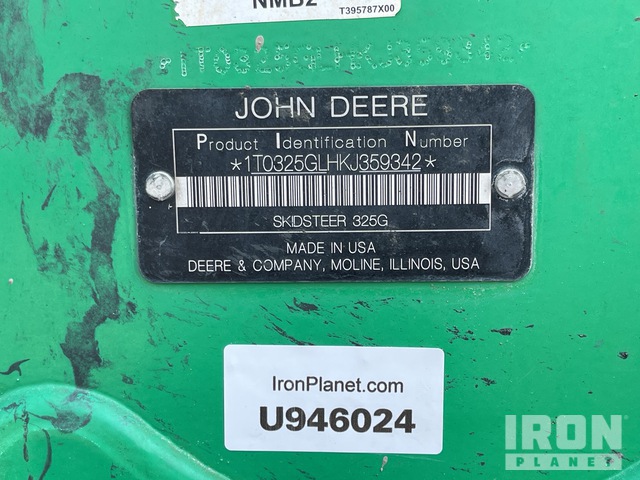 NMB2
T395787X00
JOHN DEERE
Product Identification Number
*1T0325GLHKJ359342*
SKIDSTEER 325G
MADE IN USA
DEERE & COMPANY, MOLINE, ILLINOIS, USA
IronPlanet.com
U946024
IRON
PLANET